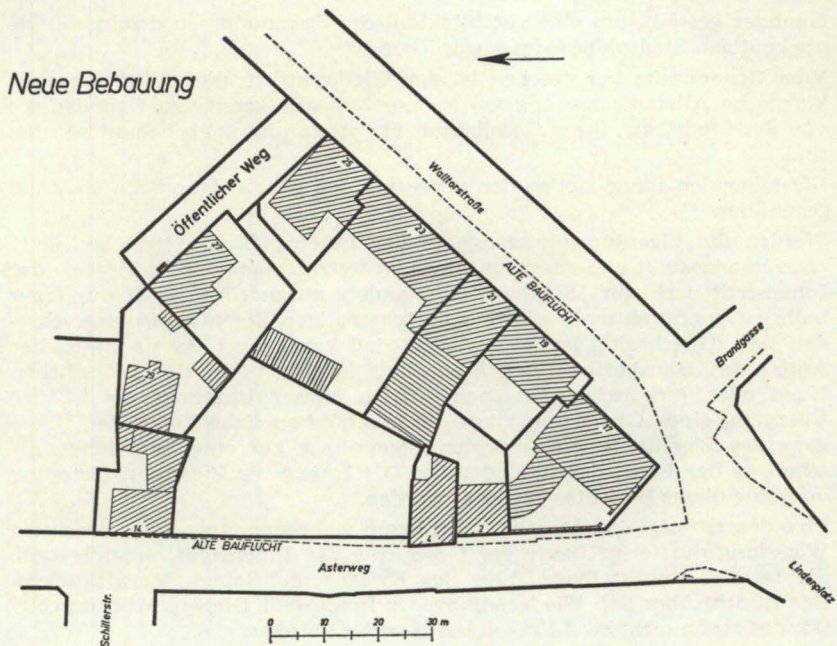 Neue Bebauung
Öffentlicher Weg
Wolltorstraße
ALTE BAUFLUCHT
Brandgasse
25
23
21
19
17
27
29
14
4
2
ALTE BAUFLUCHT
Asterweg
Lindenplatz
Schillerstr.
0 10 20 30 m